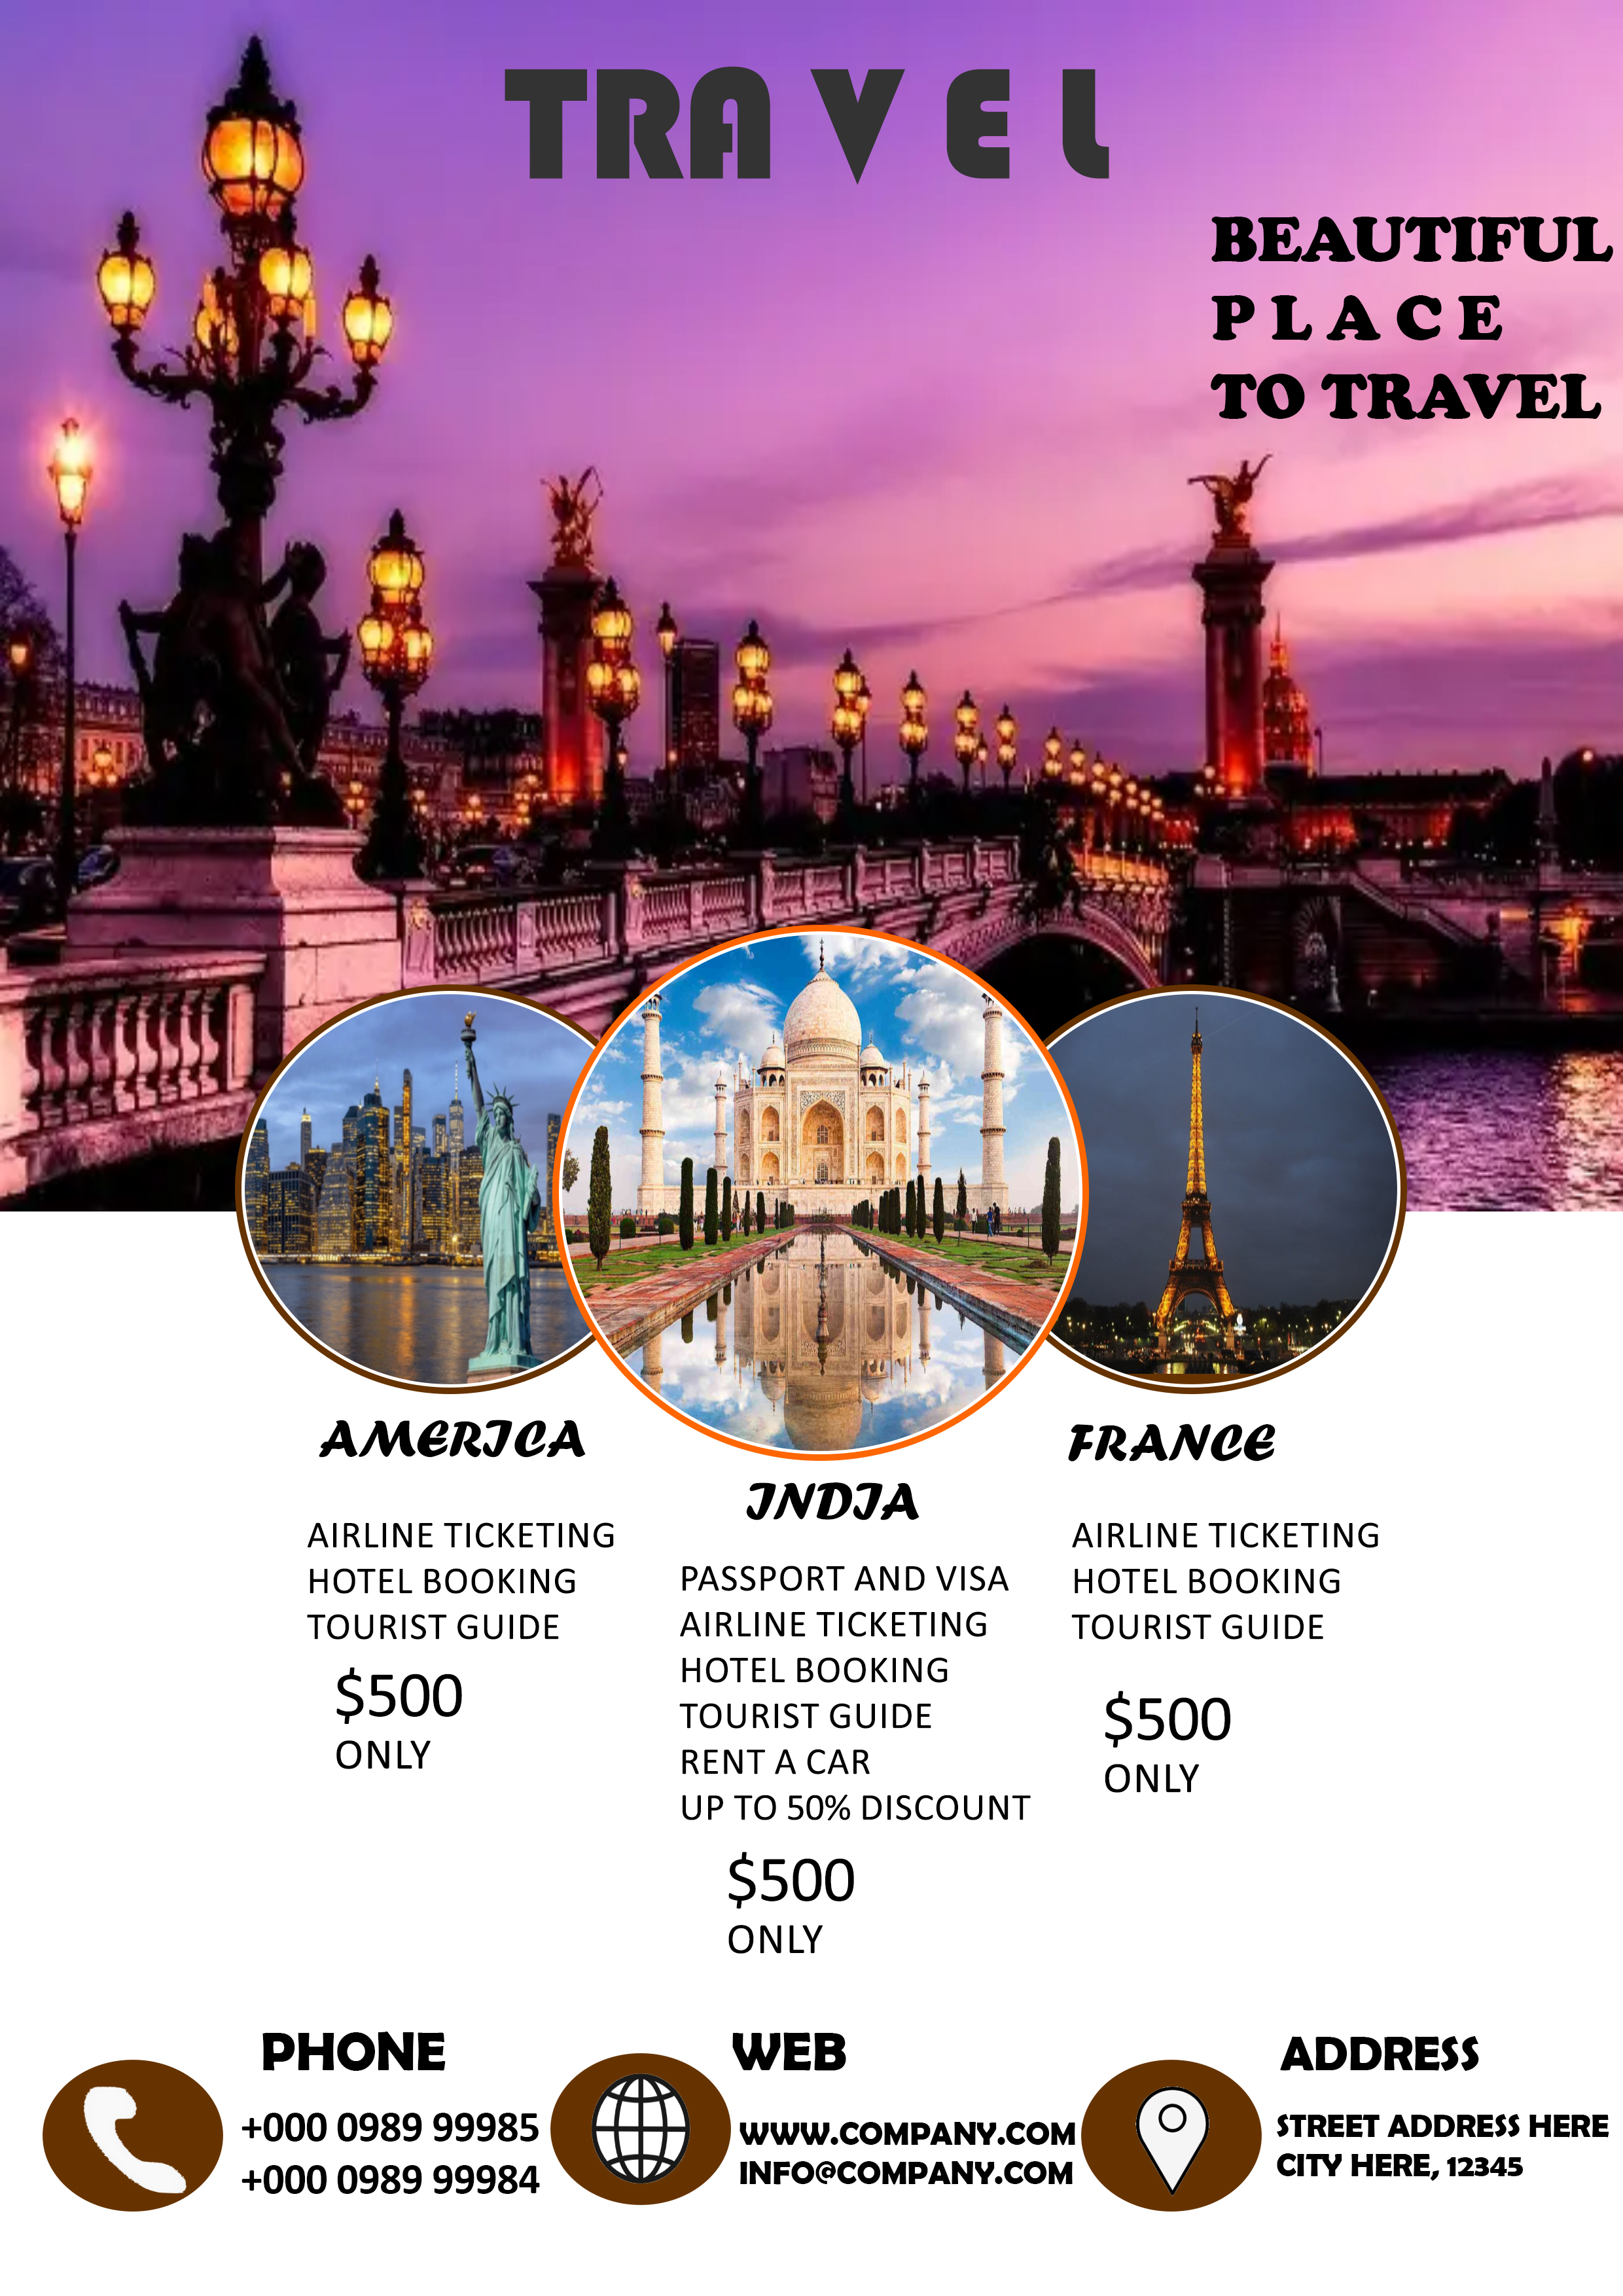 TRAVEL
BEAUTIFUL
PLACE
TO TRAVEL
AMERICA
AIRLINE TICKETING
HOTEL BOOKING
TOURIST GUIDE
$500
ONLY
INDIA
PASSPORT AND VISA
AIRLINE TICKETING
HOTEL BOOKING
TOURIST GUIDE
RENT A CAR
UP TO 50% DISCOUNT
$500
ONLY
FRANCE
AIRLINE TICKETING
HOTEL BOOKING
TOURIST GUIDE
$500
ONLY
PHONE
+000 0989 99985
+000 0989 99984
WEB
WWW.COMPANY.COM
INFO@COMPANY.COM
ADDRESS
STREET ADDRESS HERE
CITY HERE, 12345